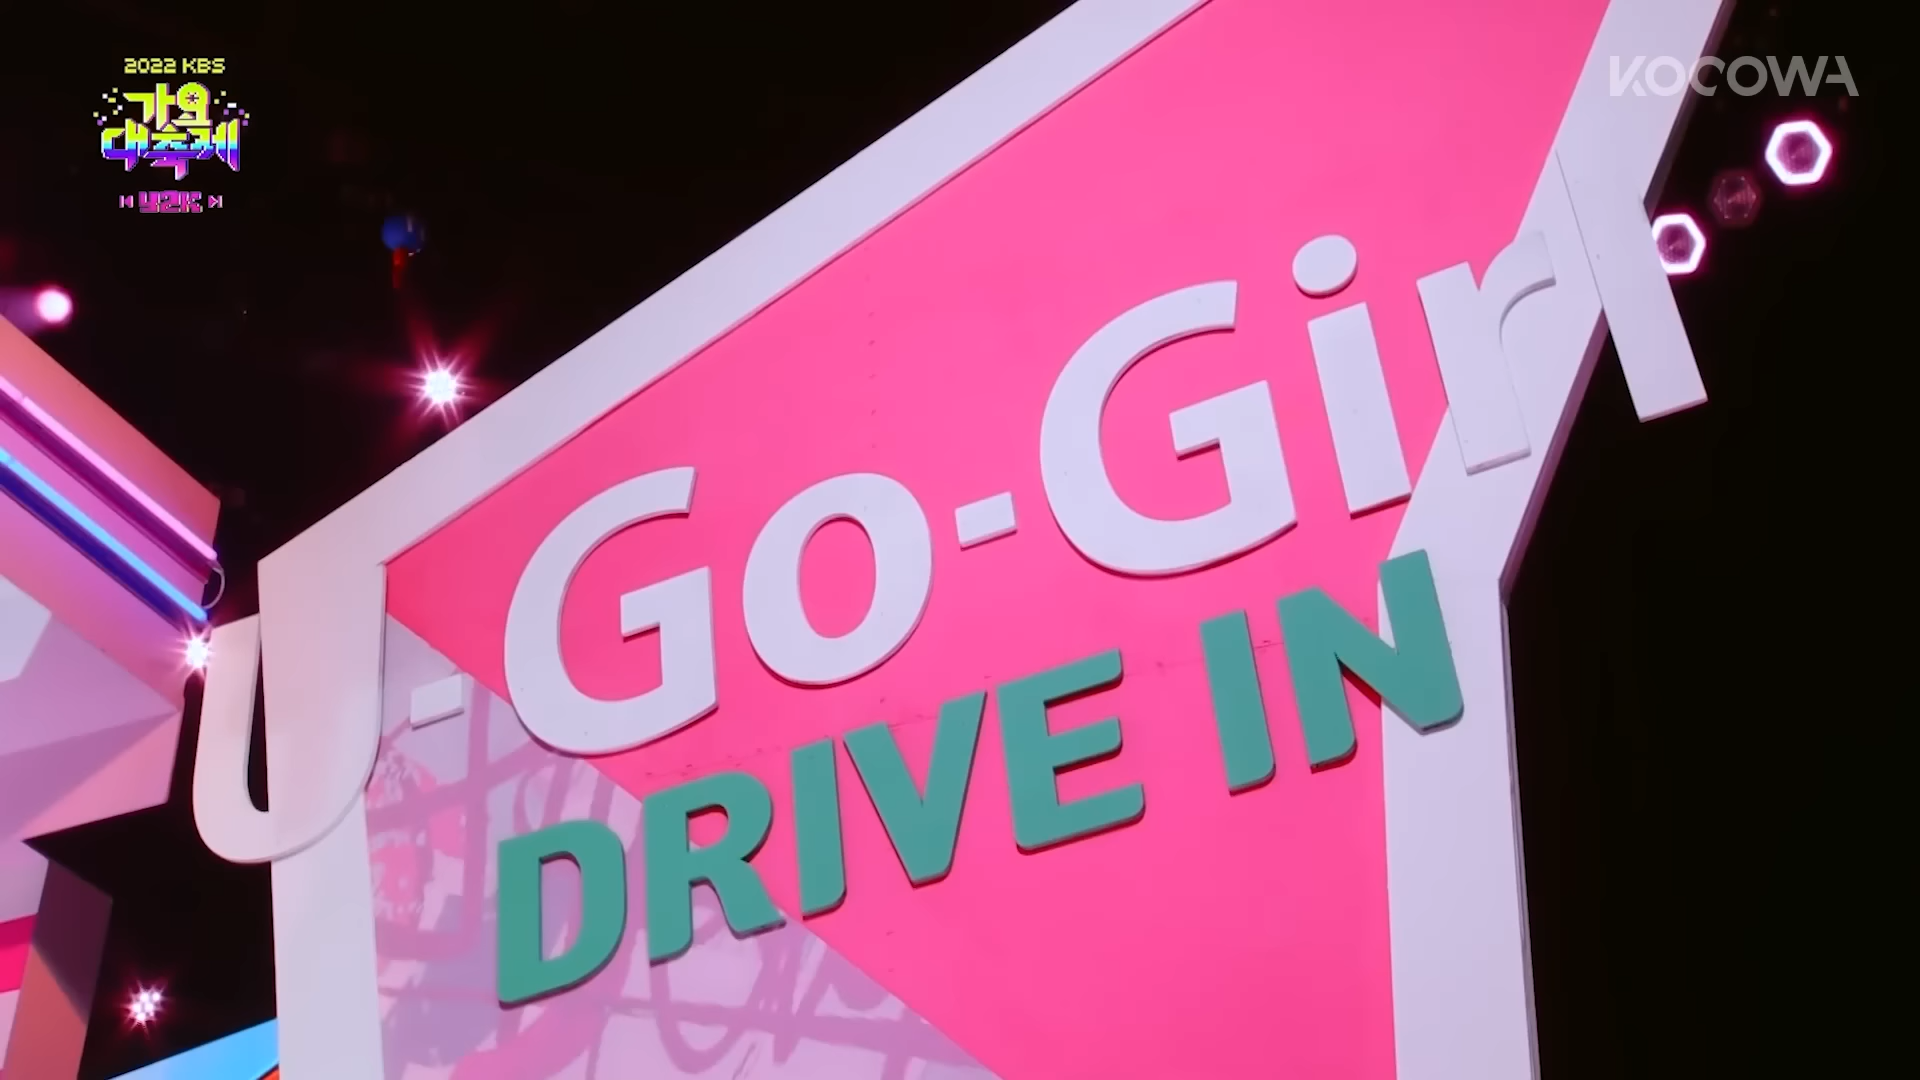 2022 KBS
가요
대축제
Y2K
KOCOWA
U-Go-Girl
DRIVE IN